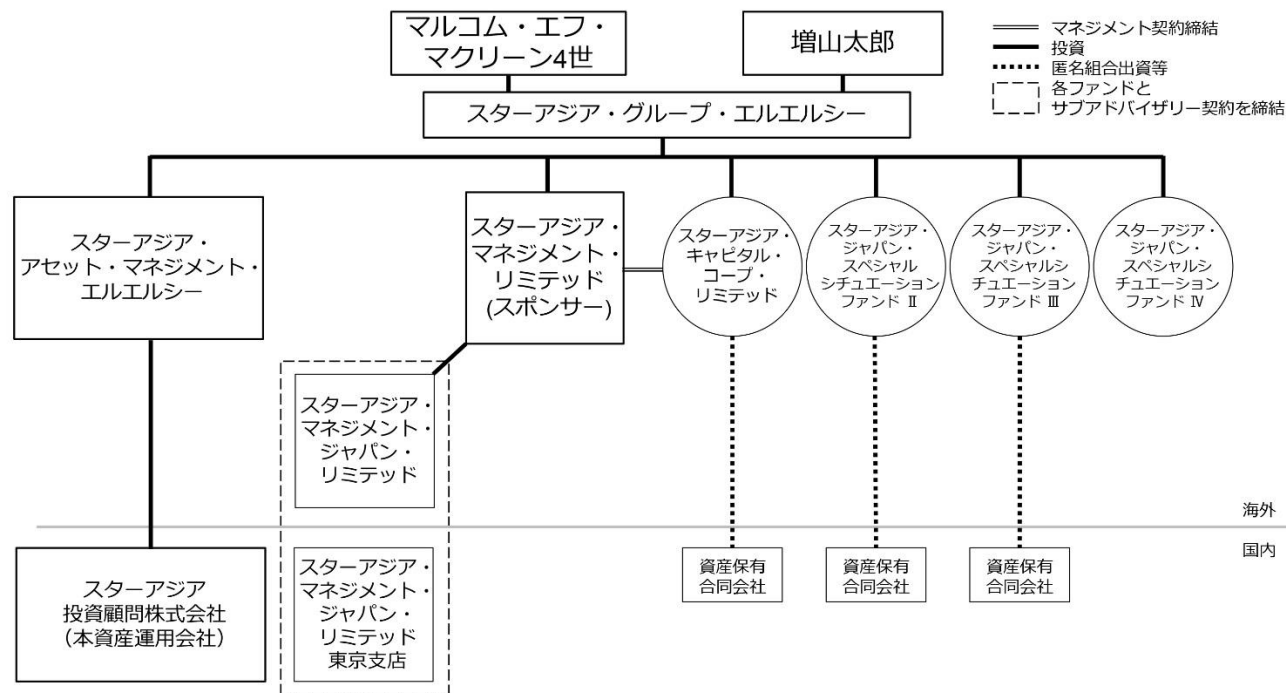 マルコム・エフ・
マクリーン4世
増山太郎
マネジメント契約締結
投資
匿名組合出資等
各ファンドと
サブアドバイザリー契約を締結
スターアジア・グループ・エルエルシー
スターアジア・
アセット・マネジメント・
エルエルシー
スターアジア・
マネジメント・
リミテッド
(スポンサー)
スターアジア・
キャピタル・
コープ・
リミテッド
スターアジア・
ジャパン・
スペシャル
シチュエーション
ファンド Ⅱ
スターアジア・
ジャパン・
スペシャルシ
チュエーション
ファンド Ⅲ
スターアジア・
ジャパン・
スペシャルシ
チュエーション
ファンド Ⅳ
スターアジア・
マネジメント・
ジャパン・
リミテッド
海外
国内
スターアジア
投資顧問株式会社
（本資産運用会社）
スターアジア・
マネジメント・
ジャパン・
リミテッド
東京支店
資産保有
合同会社
資産保有
合同会社
資産保有
合同会社